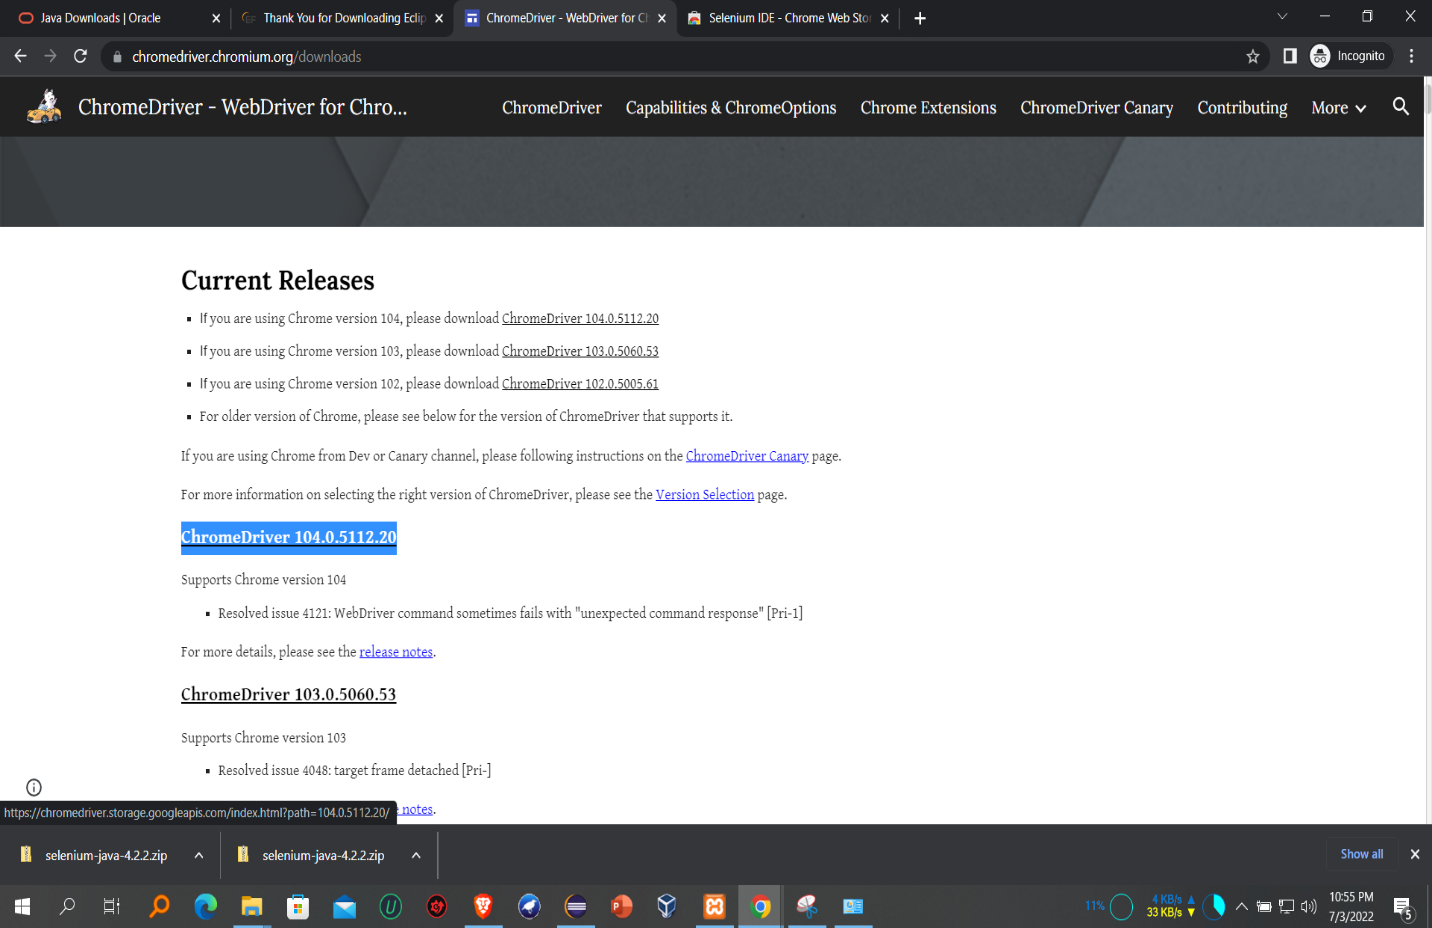 Java Downloads | Oracle
Thank You for Downloading Eclip
ChromeDriver - WebDriver for Ch
Selenium IDE - Chrome Web Stor
chromedriver.chromium.org/downloads
Incognito
ChromeDriver - WebDriver for Chro...
ChromeDriver
Capabilities & ChromeOptions
Chrome Extensions
ChromeDriver Canary
Contributing
More
Current Releases
If you are using Chrome version 104, please download ChromeDriver 104.0.5112.20
If you are using Chrome version 103, please download ChromeDriver 103.0.5060.53
If you are using Chrome version 102, please download ChromeDriver 102.0.5005.61
For older version of Chrome, please see below for the version of ChromeDriver that supports it.
If you are using Chrome from Dev or Canary channel, please following instructions on the ChromeDriver Canary page.
For more information on selecting the right version of ChromeDriver, please see the Version Selection page.
ChromeDriver 104.0.5112.20
Supports Chrome version 104
Resolved issue 4121: WebDriver command sometimes fails with "unexpected command response" [Pri-1]
For more details, please see the release notes.
ChromeDriver 103.0.5060.53
Supports Chrome version 103
Resolved issue 4048: target frame detached [Pri-]
notes.
https://chromedriver.storage.googleapis.com/index.html?path=104.0.5112.20/
selenium-java-4.2.2.zip
selenium-java-4.2.2.zip
Show all
11%
4 KB/s
33 KB/s
10:55 PM
7/3/2022
5